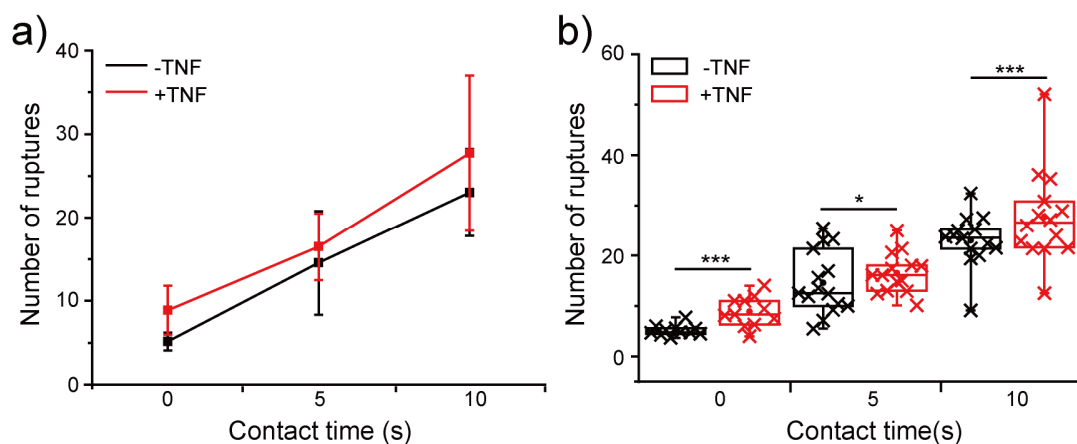 a)
-TNF
+TNF
Number of ruptures
40
30
20
10
0
0 5 10
Contact time (s)
b)
-TNF
+TNF
***
*
***
Number of ruptures
60
40
20
0
0 5 10
Contact time(s)